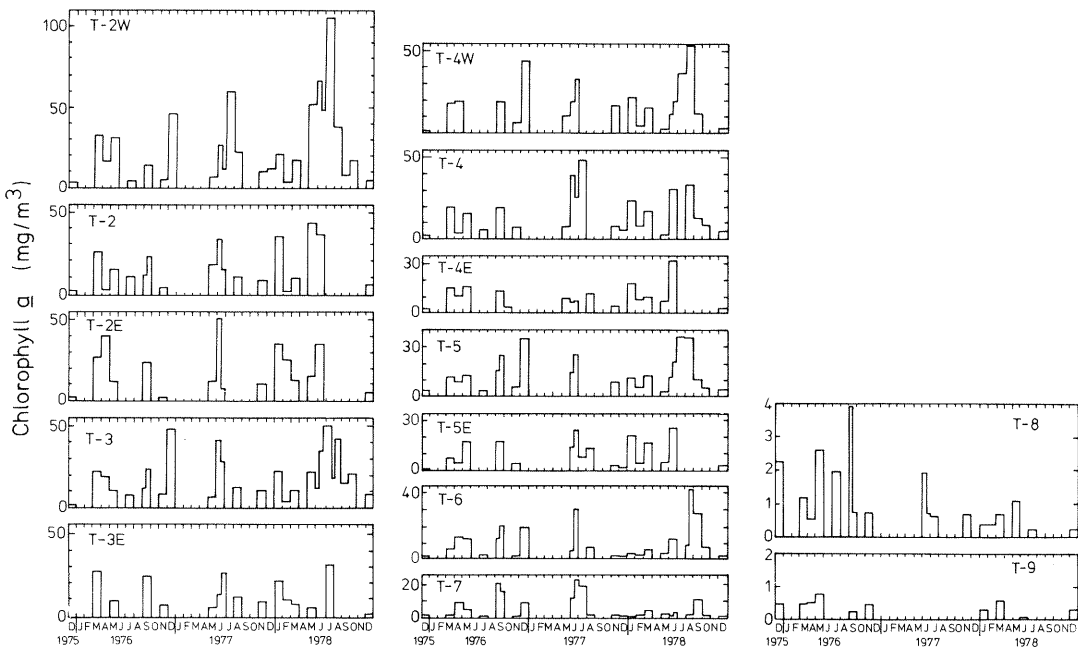 Chlorophyll a (mg/m³)
T-2W
100
50
0
T-2
50
0
T-2E
50
0
T-3
50
0
T-3E
50
0
D J F M A M J J A S O N D J F M A M J J A S O N D J F M A M J J A S O N D
1975 1976 1977 1978
T-4W
50
0
T-4
50
0
T-4E
30
0
T-5
30
0
T-5E
30
0
T-6
40
0
T-7
20
0
D J F M A M J J A S O N D J F M A M J J A S O N D J F M A M J J A S O N D
1975 1976 1977 1978
T-8
4
3
2
1
0
T-9
2
1
0
D J F M A M J J A S O N D J F M A M J J A S O N D J F M A M J J A S O N D
1975 1976 1977 1978